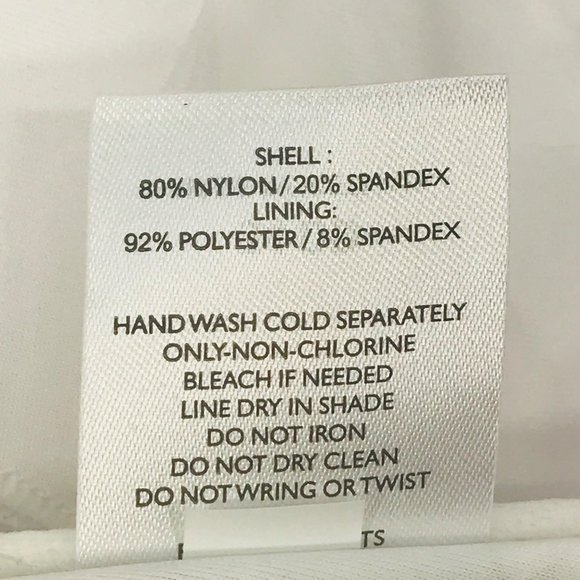 SHELL :
80% NYLON/20% SPANDEX
LINING:
92% POLYESTER/8% SPANDEX
HAND WASH COLD SEPARATELY
ONLY-NON-CHLORINE
BLEACH IF NEEDED
LINE DRY IN SHADE
DO NOT IRON
DO NOT DRY CLEAN
DO NOT WRING OR TWIST